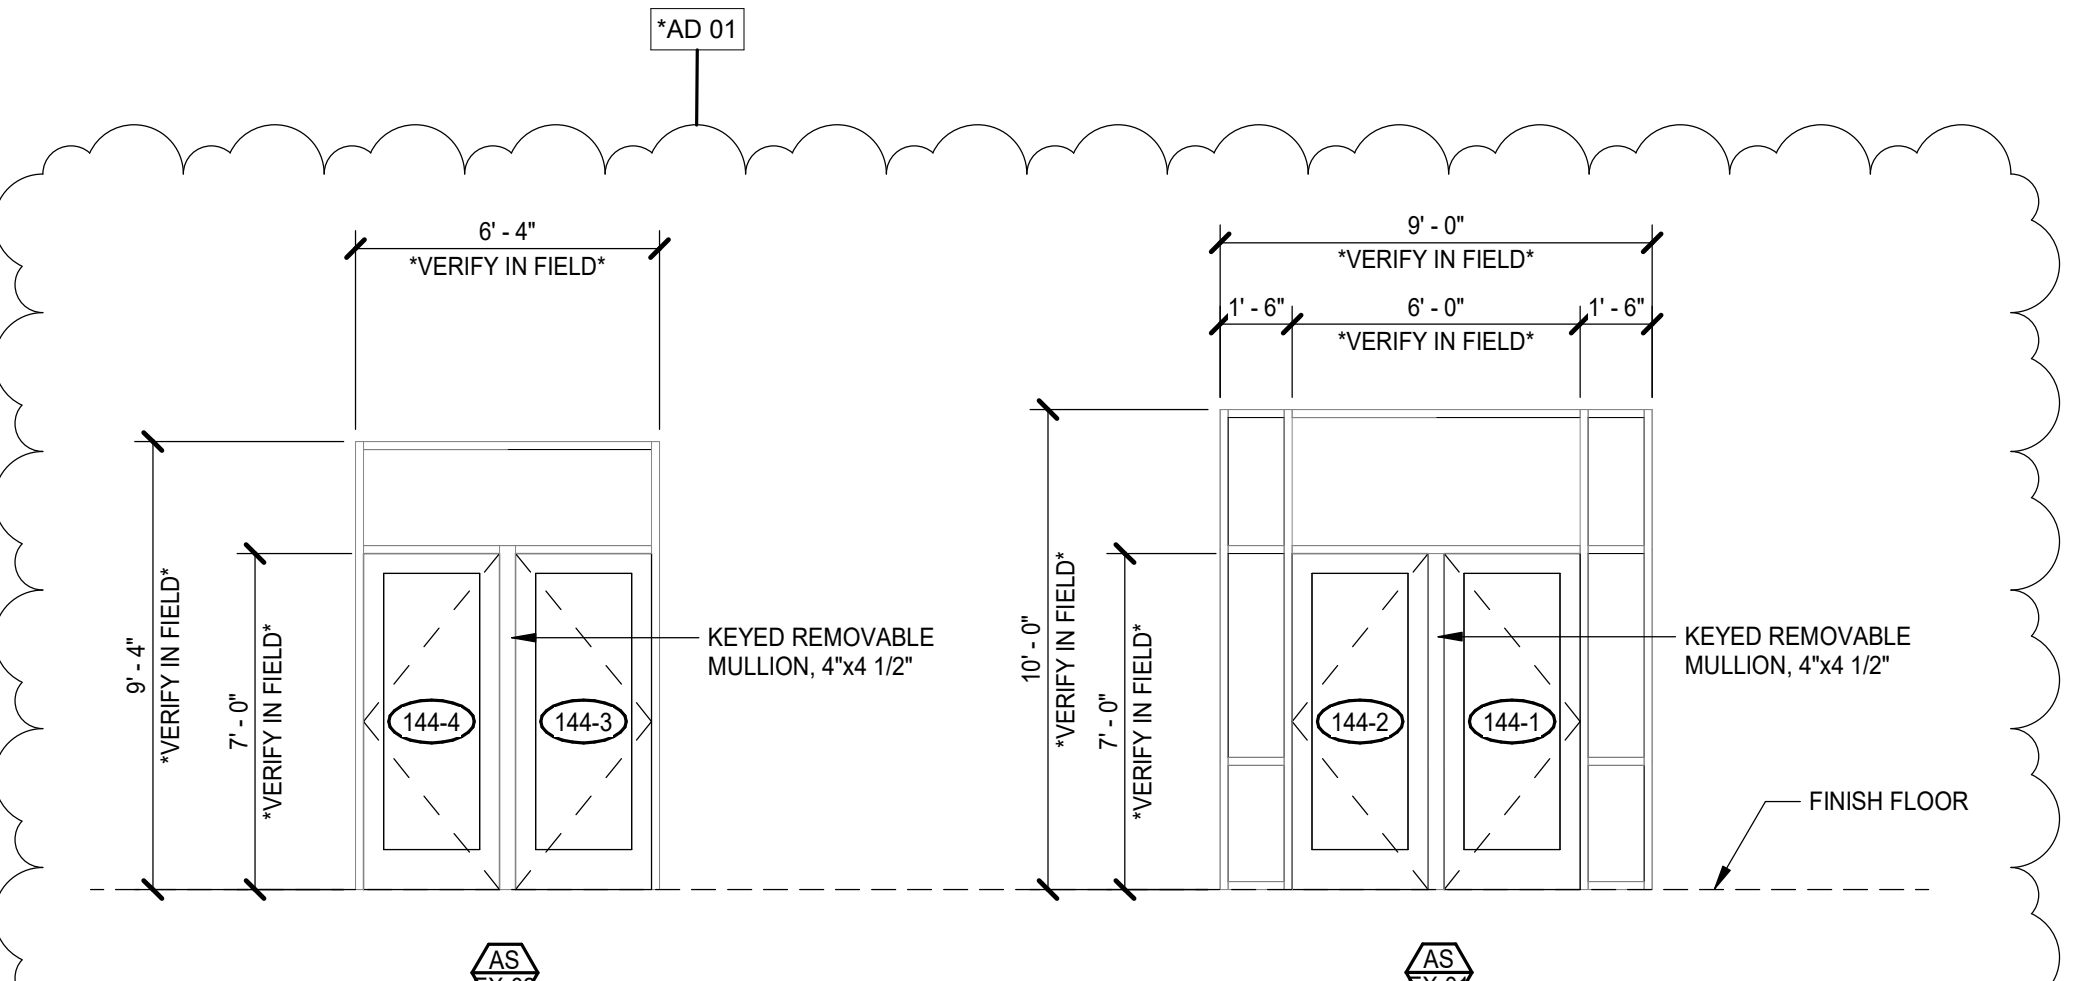 *AD 01
6' - 4"
*VERIFY IN FIELD*
9' - 0"
*VERIFY IN FIELD*
1' - 6"
6' - 0"
1' - 6"
*VERIFY IN FIELD*
9' - 4"
*VERIFY IN FIELD*
7' - 0"
*VERIFY IN FIELD*
KEYED REMOVABLE
MULLION, 4"x4 1/2"
144-4
144-3
10' - 0"
*VERIFY IN FIELD*
7' - 0"
*VERIFY IN FIELD*
KEYED REMOVABLE
MULLION, 4"x4 1/2"
144-2
144-1
FINISH FLOOR
AS
AS